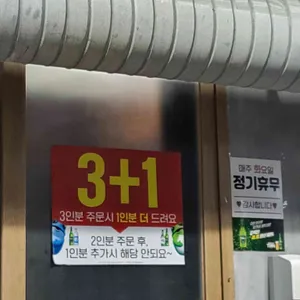 3+1
3인분 주문시 1인분 더 드려요
2인분 주문 후,
1인분 추가시 해당 안되요~
매주 화요일
정기휴무
감사합니다